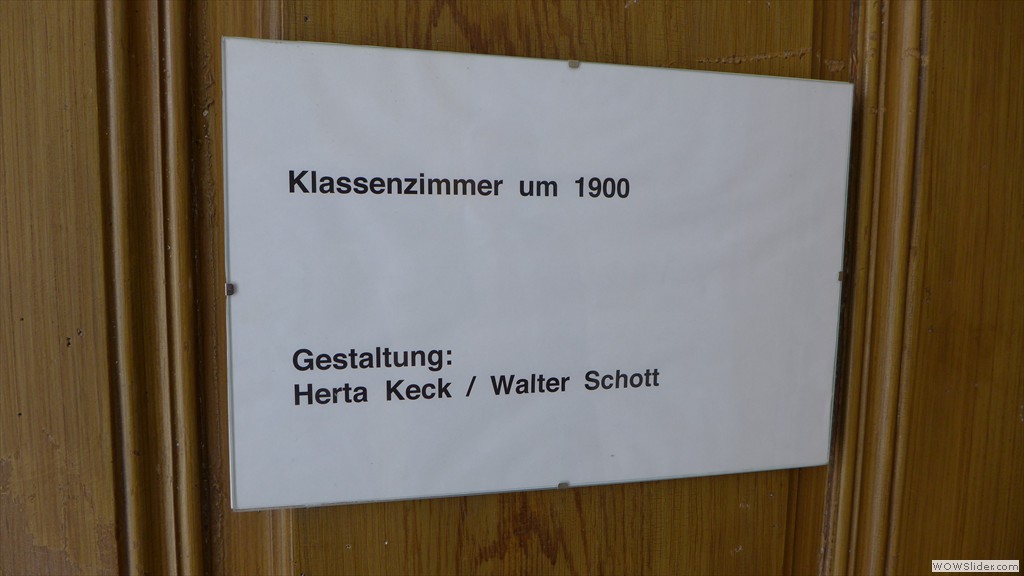 Klassenzimmer um 1900
Gestaltung:
Herta Keck / Walter Schott
WOWSlider.com